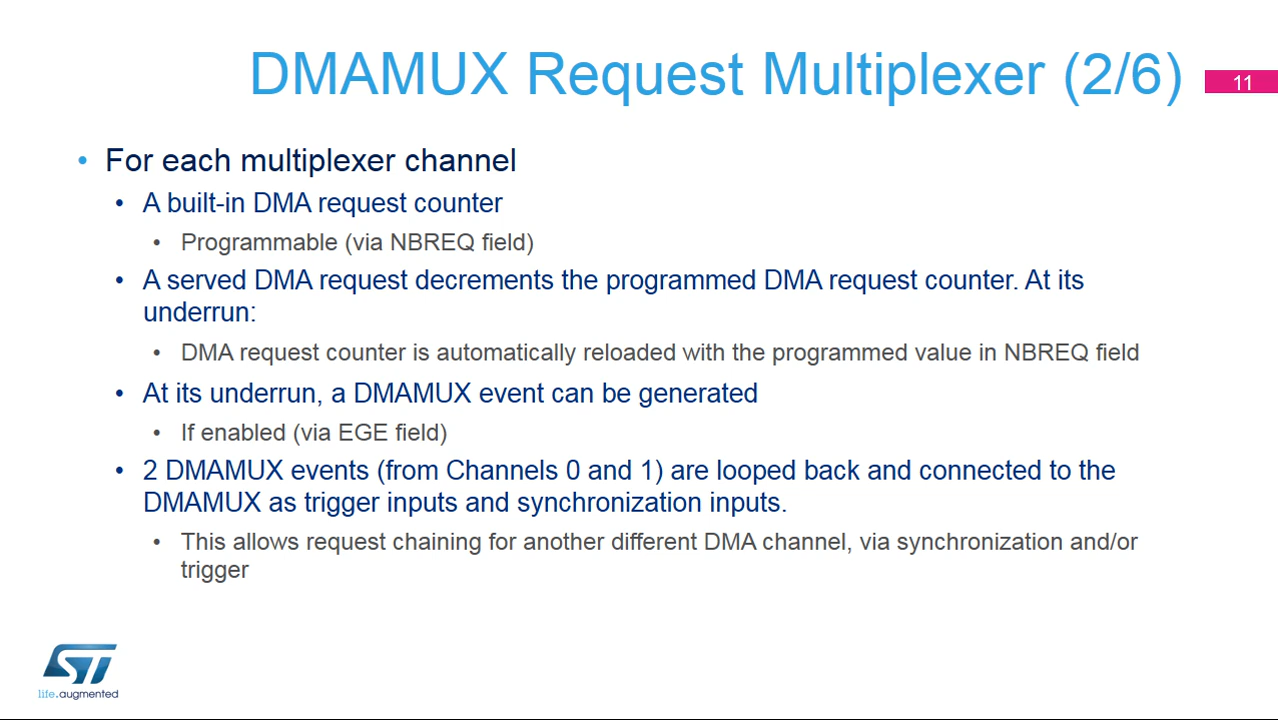 DMAMUX Request Multiplexer (2/6)
11
• For each multiplexer channel
• A built-in DMA request counter
• Programmable (via NBREQ field)
• A served DMA request decrements the programmed DMA request counter. At its
underrun:
• DMA request counter is automatically reloaded with the programmed value in NBREQ field
• At its underrun, a DMAMUX event can be generated
• If enabled (via EGE field)
• 2 DMAMUX events (from Channels 0 and 1) are looped back and connected to the
DMAMUX as trigger inputs and synchronization inputs.
• This allows request chaining for another different DMA channel, via synchronization and/or
trigger
ST
life.augmented